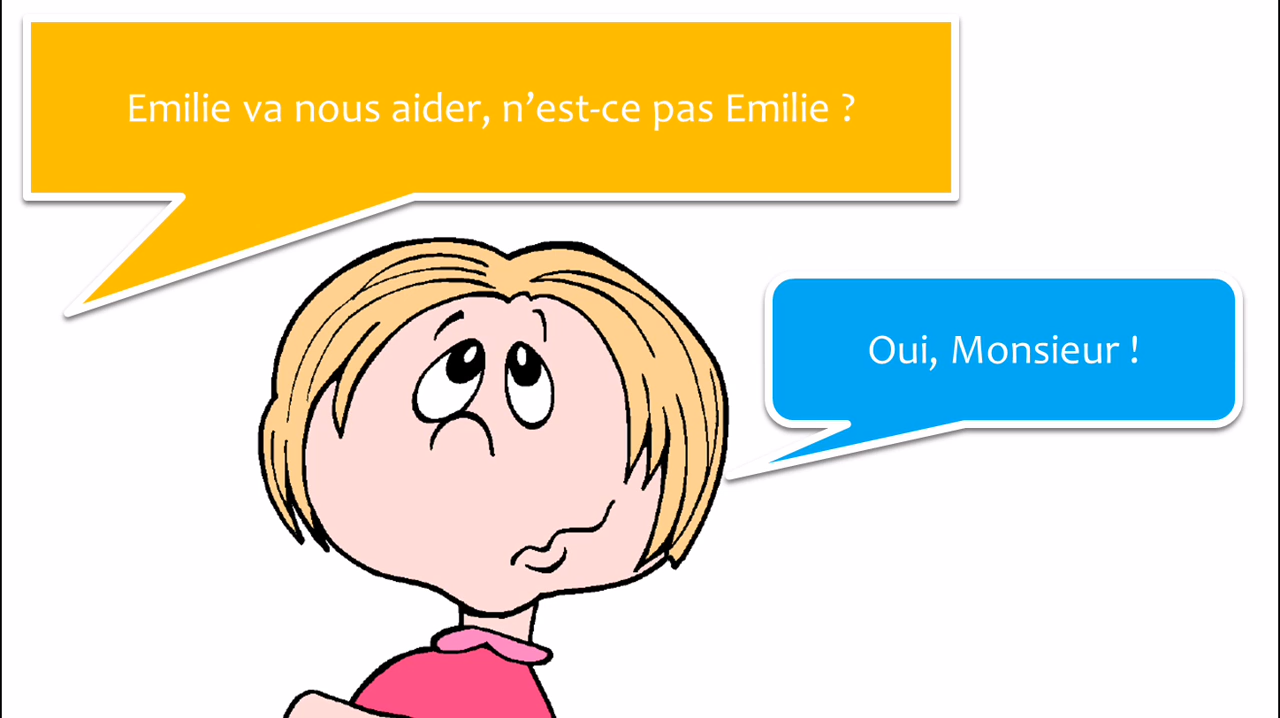 Emilie va nous aider, n’est-ce pas Emilie ?
Oui, Monsieur !